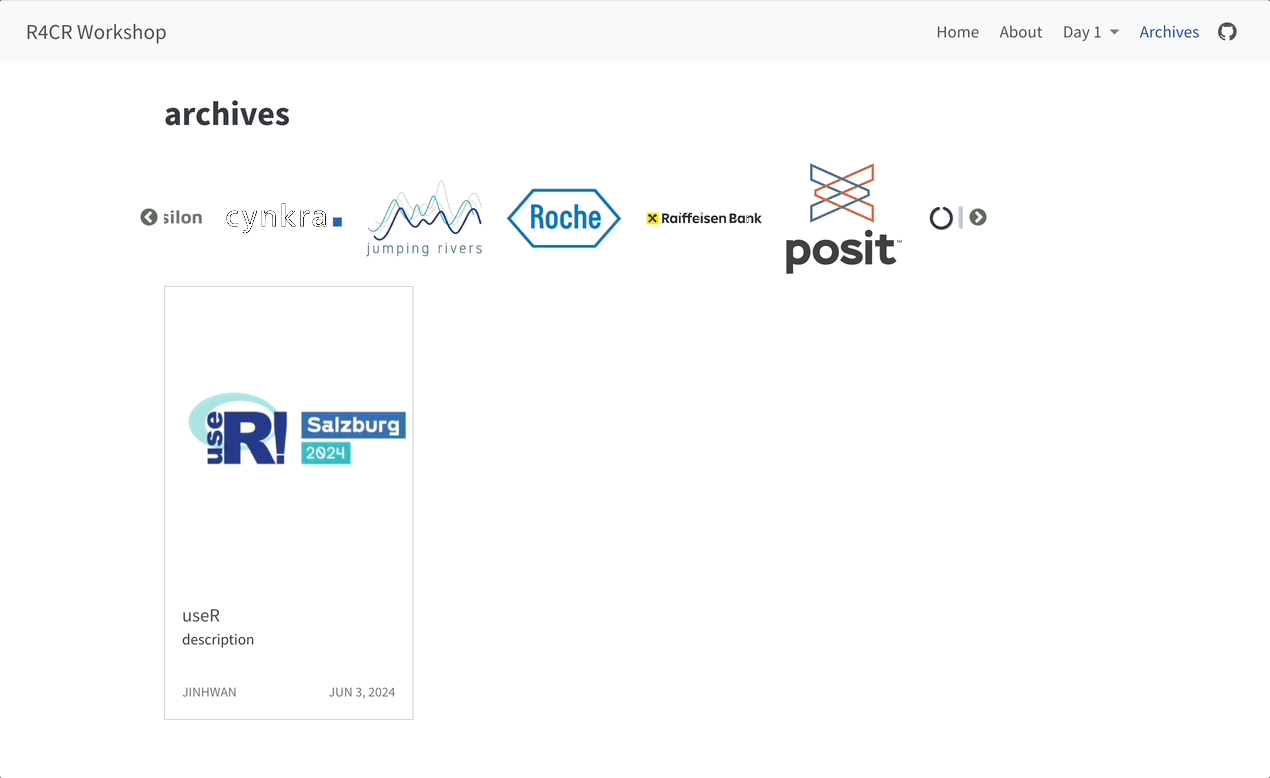 R4CR Workshop
Home About Day 1 Archives
archives
silon
cynkra
jumping rivers
Roche
Raiffeisen Bank
posit™
use R!
Salzburg
2024
useR
description
JINHWAN JUN 3, 2024